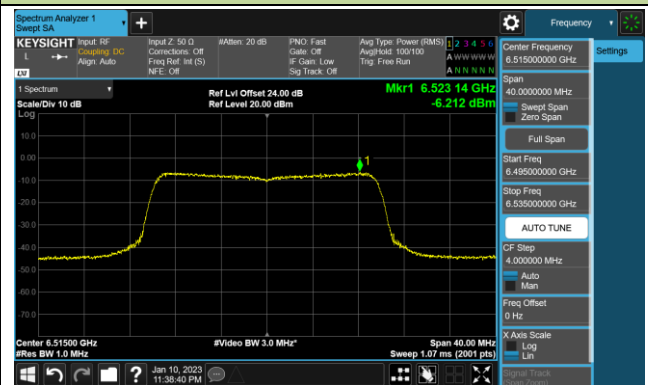 Spectrum Analyzer 1
Swept SA
Frequency
KEYSIGHT
Input: RF
Coupling: DC
Align: Auto
Input Z: 50 Ω
Corrections: Off
Freq Ref: Int (S)
NFE: Off
#Atten: 20 dB
PNO: Fast
Gate: Off
IF Gain: Low
Sig Track: Off
Avg Type: Power (RMS)
Avg|Hold: 100/100
Trig: Free Run
1 2 3 4 5 6
A W W W W W
A N N N N N
L
LXI
1 Spectrum
Scale/Div 10 dB
Log
Ref Lvl Offset 24.00 dB
Ref Level 20.00 dBm
Mkr1 6.523 14 GHz
-6.212 dBm
1
10.0
0.00
-10.0
-20.0
-30.0
-40.0
-50.0
-60.0
-70.0
Center 6.51500 GHz
#Res BW 1.0 MHz
#Video BW 3.0 MHz*
Span 40.00 MHz
Sweep 1.07 ms (2001 pts)
Jan 10, 2023
11:38:40 PM
?
Center Frequency
6.515000000 GHz
Settings
Span
40.0000000 MHz
Swept Span
Zero Span
Full Span
Start Freq
6.495000000 GHz
Stop Freq
6.535000000 GHz
AUTO TUNE
CF Step
4.000000 MHz
Auto
Man
Freq Offset
0 Hz
X Axis Scale
Log
Lin
Signal Track
(Span Zoom)